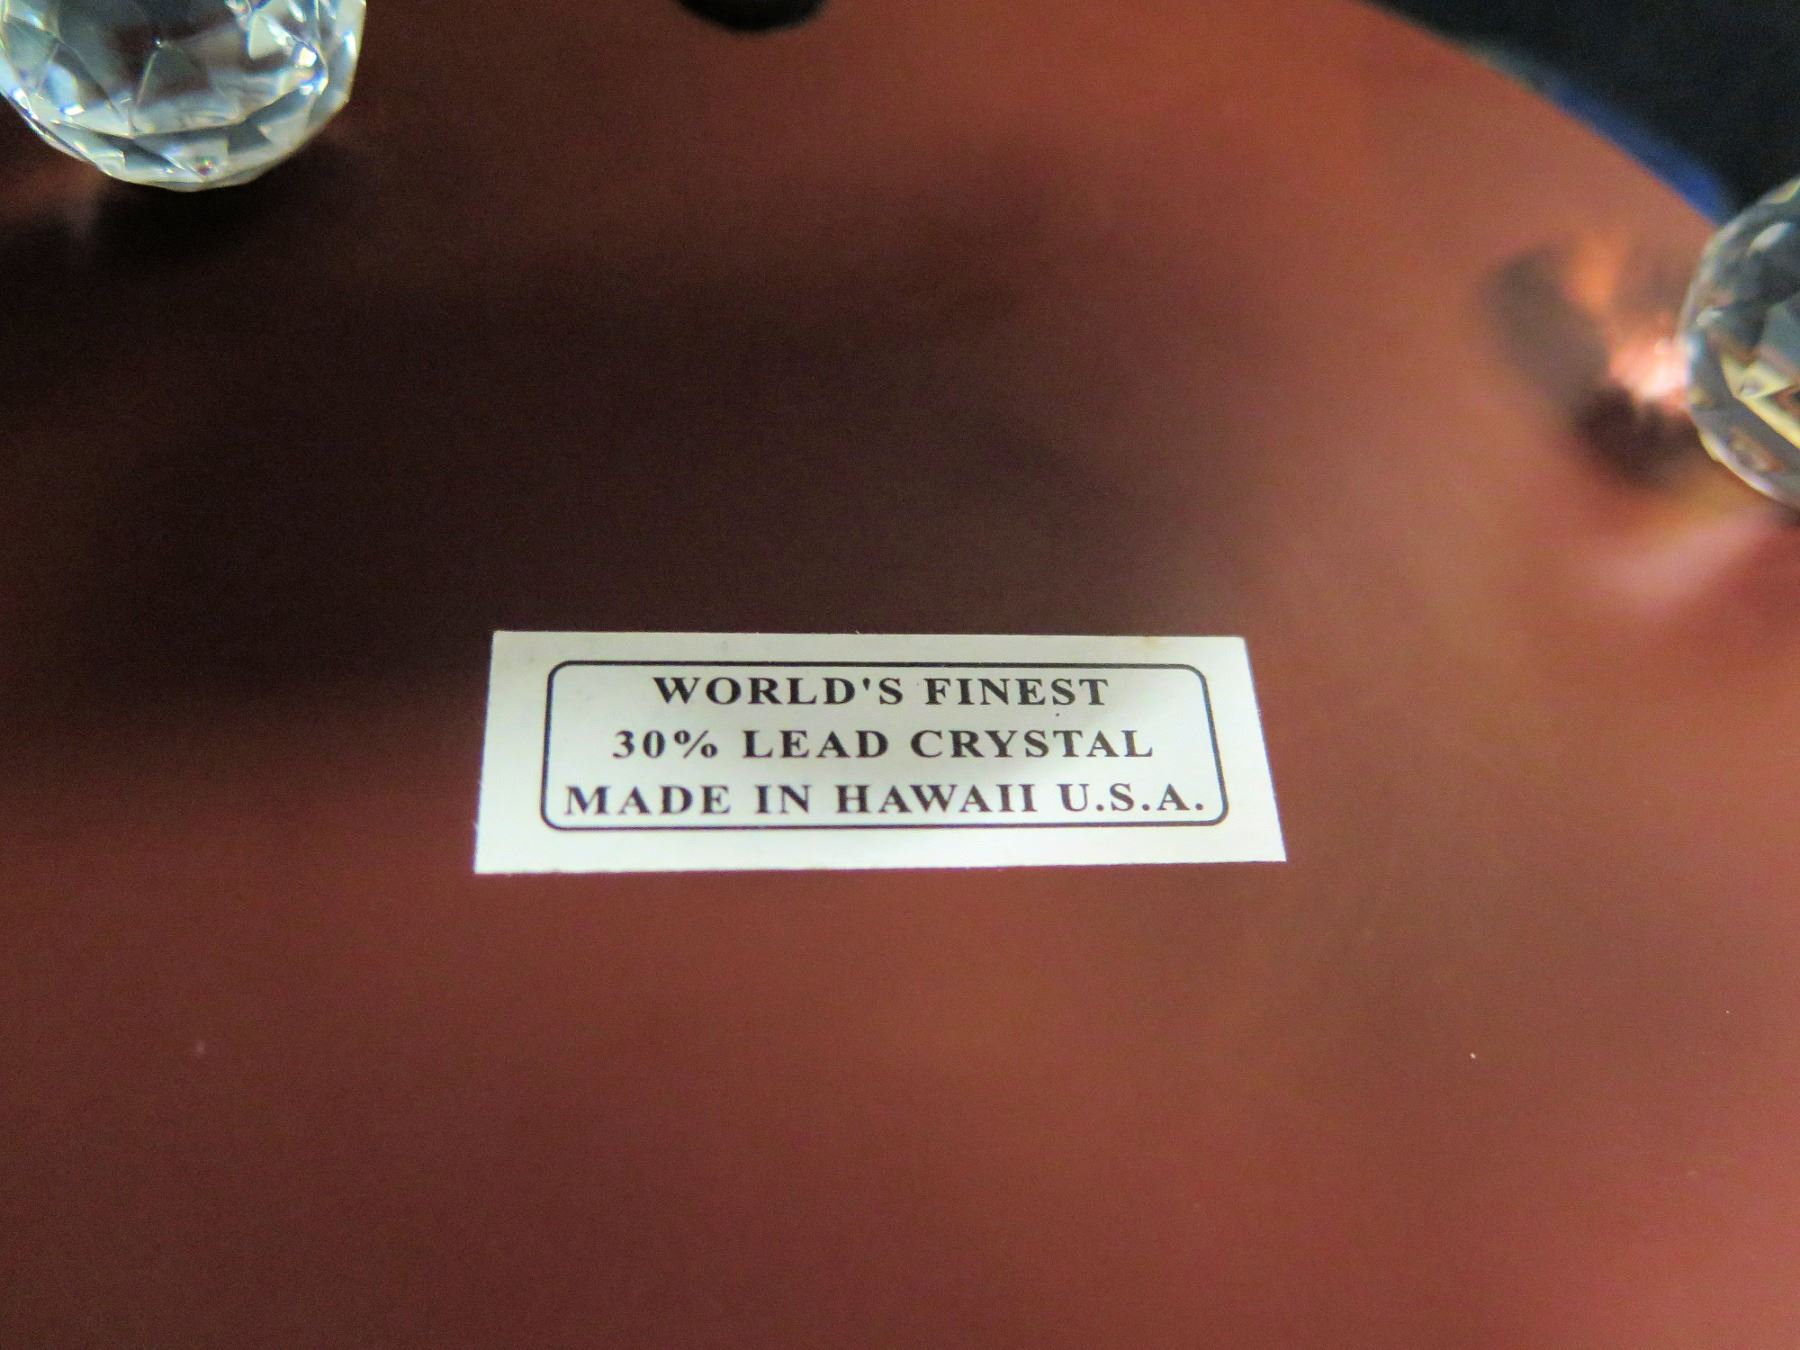 WORLD'S FINEST
30% LEAD CRYSTAL
MADE IN HAWAII U.S.A.